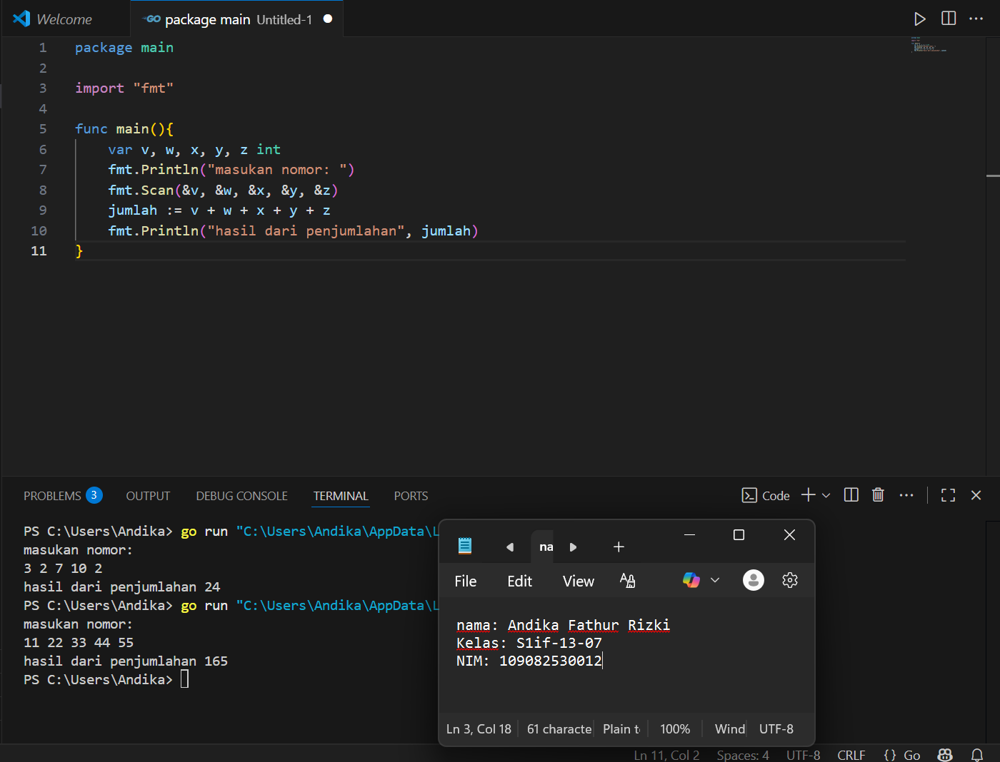 Welcome
GO package main Untitled-1
1 package main
2
3 import "fmt"
4
5 func main(){
6 var v, w, x, y, z int
7 fmt.Println("masukan nomor: ")
8 fmt.Scan(&v, &w, &x, &y, &z)
9 jumlah := v + w + x + y + z
10 fmt.Println("hasil dari penjumlahan", jumlah)
11 }
PROBLEMS 3 OUTPUT DEBUG CONSOLE TERMINAL PORTS
Code
PS C:\Users\Andika> go run "C:\Users\Andika\AppData\L
masukan nomor:
3 2 7 10 2
hasil dari penjumlahan 24
PS C:\Users\Andika> go run "C:\Users\Andika\AppData\L
masukan nomor:
11 22 33 44 55
hasil dari penjumlahan 165
PS C:\Users\Andika>
na
File Edit View
nama: Andika Fathur Rizki
Kelas: S1if-13-07
NIM: 109082530012
Ln 3, Col 18 61 characte Plain t 100% Wind UTF-8
Ln 11, Col 2 Spaces: 4 UTF-8 CRLF {} Go